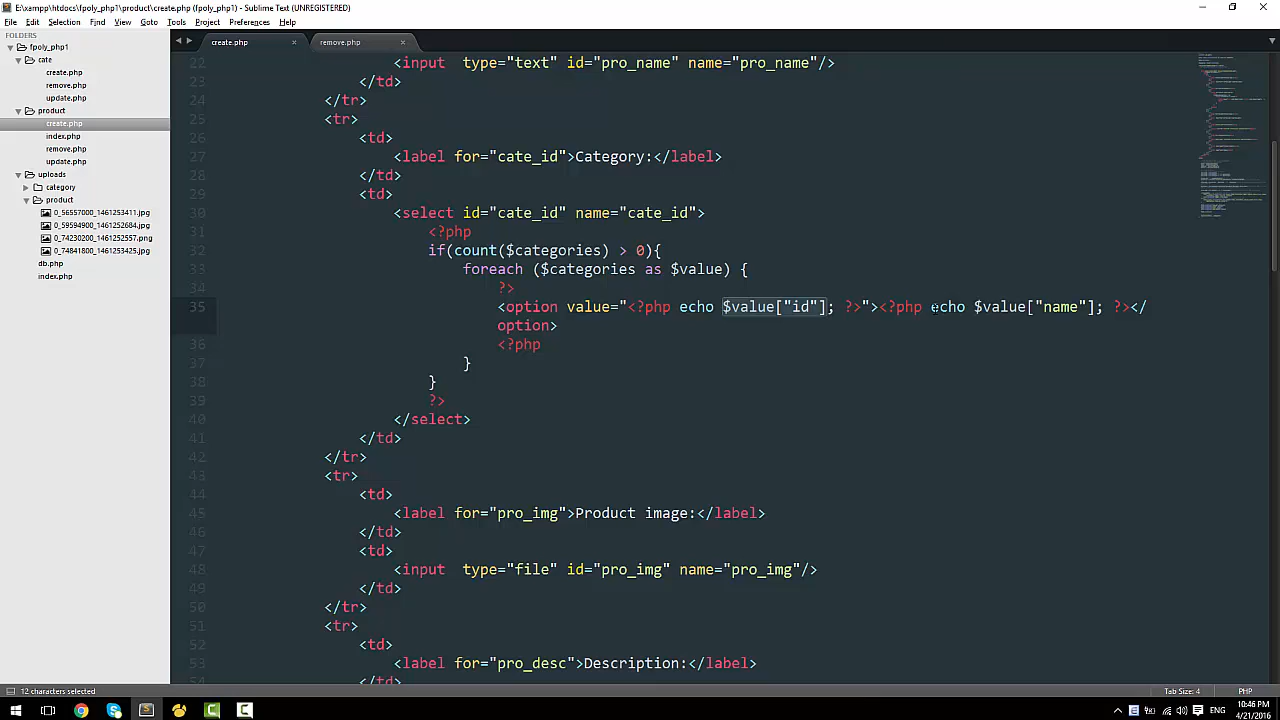 E:\xampp\htdocs\fpoly_php1\product\create.php (fpoly_php1) - Sublime Text (UNREGISTERED)
File Edit Selection Find View Goto Tools Project Preferences Help
FOLDERS
fpoly_php1
cate
create.php
remove.php
update.php
product
create.php
index.php
remove.php
update.php
uploads
category
product
0_56557000_1461253411.jpg
0_59594900_1461252684.jpg
0_74230200_1461252557.png
0_74841800_1461253425.jpg
db.php
index.php
create.php × remove.php ×
22 <input type="text" id="pro_name" name="pro_name"/>
23 </td>
24 </tr>
25 <tr>
26 <td>
27 <label for="cate_id">Category:</label>
28 </td>
29 <td>
30 <select id="cate_id" name="cate_id">
31 <?php
32 if(count($categories) > 0){
33 foreach ($categories as $value) {
34 ?>
35 <option value="<?php echo $value["id"]; ?>"><?php echo $value["name"]; ?></
option>
36 <?php
37 }
38 }
39 ?>
40 </select>
41 </td>
42 </tr>
43 <tr>
44 <td>
45 <label for="pro_img">Product image:</label>
46 </td>
47 <td>
48 <input type="file" id="pro_img" name="pro_img"/>
49 </td>
50 </tr>
51 <tr>
52 <td>
53 <label for="pro_desc">Description:</label>
54 </td>
12 characters selected
Tab Size: 4 PHP
ENG
10:46 PM
4/21/2016